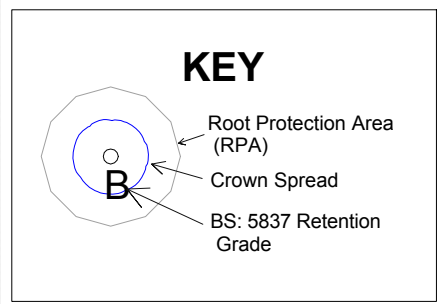 KEY
Root Protection Area
(RPA)
Crown Spread
B
BS: 5837 Retention
Grade